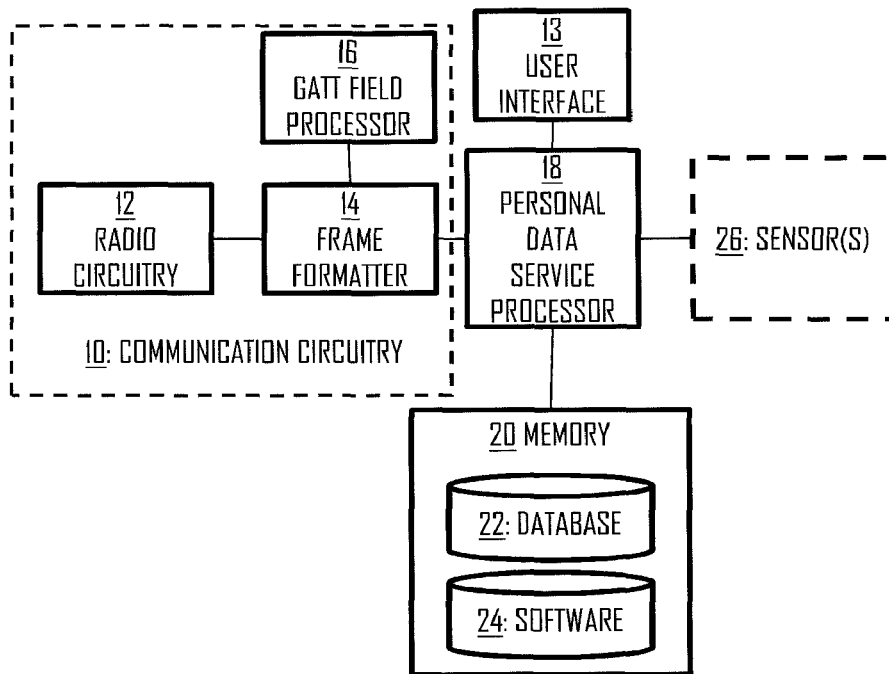 16
GATT FIELD
PROCESSOR
13
USER
INTERFACE
12
RADIO
CIRCUITRY
14
FRAME
FORMATTER
18
PERSONAL
DATA
SERVICE
PROCESSOR
26: SENSOR(S)
10: COMMUNICATION CIRCUITRY
20 MEMORY
22: DATABASE
24: SOFTWARE